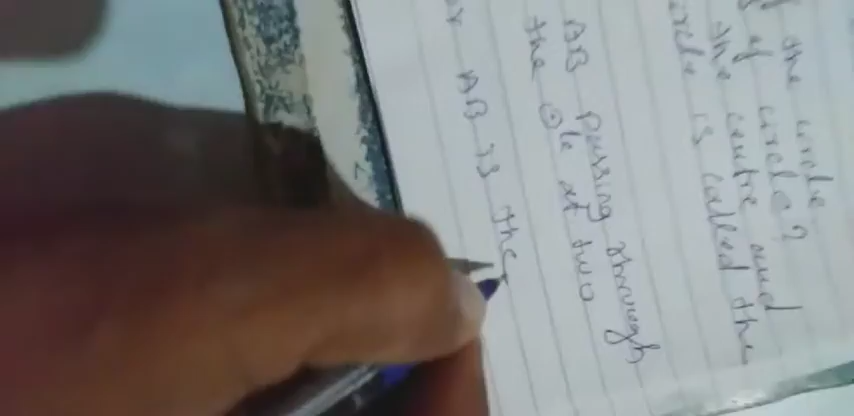 the circle
of circle?
the centre and
circle is called the
AB passing through
the ⊙le at two
or AB is the